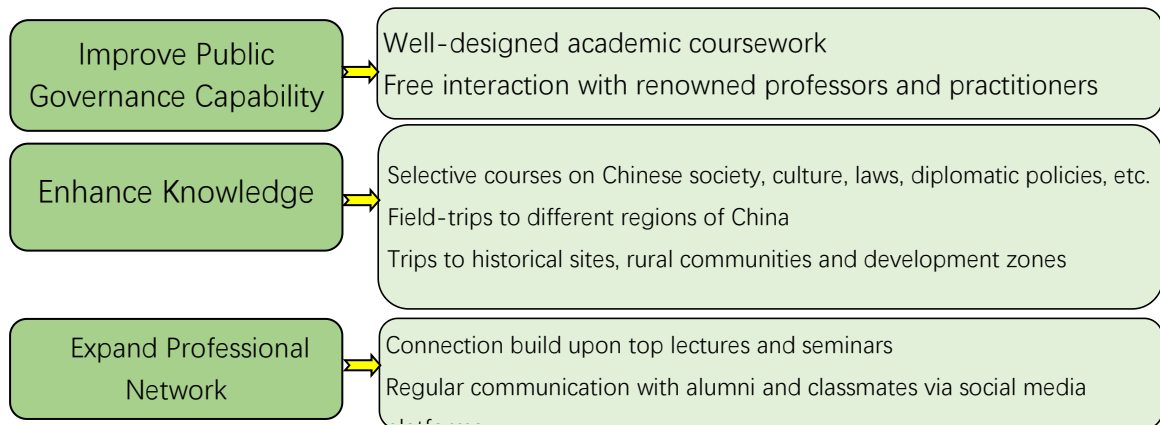 Improve Public
Governance Capability
Well-designed academic coursework
Free interaction with renowned professors and practitioners
Enhance Knowledge
Selective courses on Chinese society, culture, laws, diplomatic policies, etc.
Field-trips to different regions of China
Trips to historical sites, rural communities and development zones
Expand Professional
Network
Connection build upon top lectures and seminars
Regular communication with alumni and classmates via social media